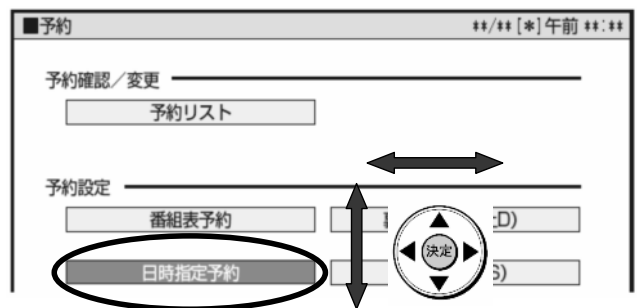 ■予約 **/** [*] 午前 **:**
予約確認／変更
予約リスト
予約設定
番組表予約 D)
日時指定予約 S)
決定